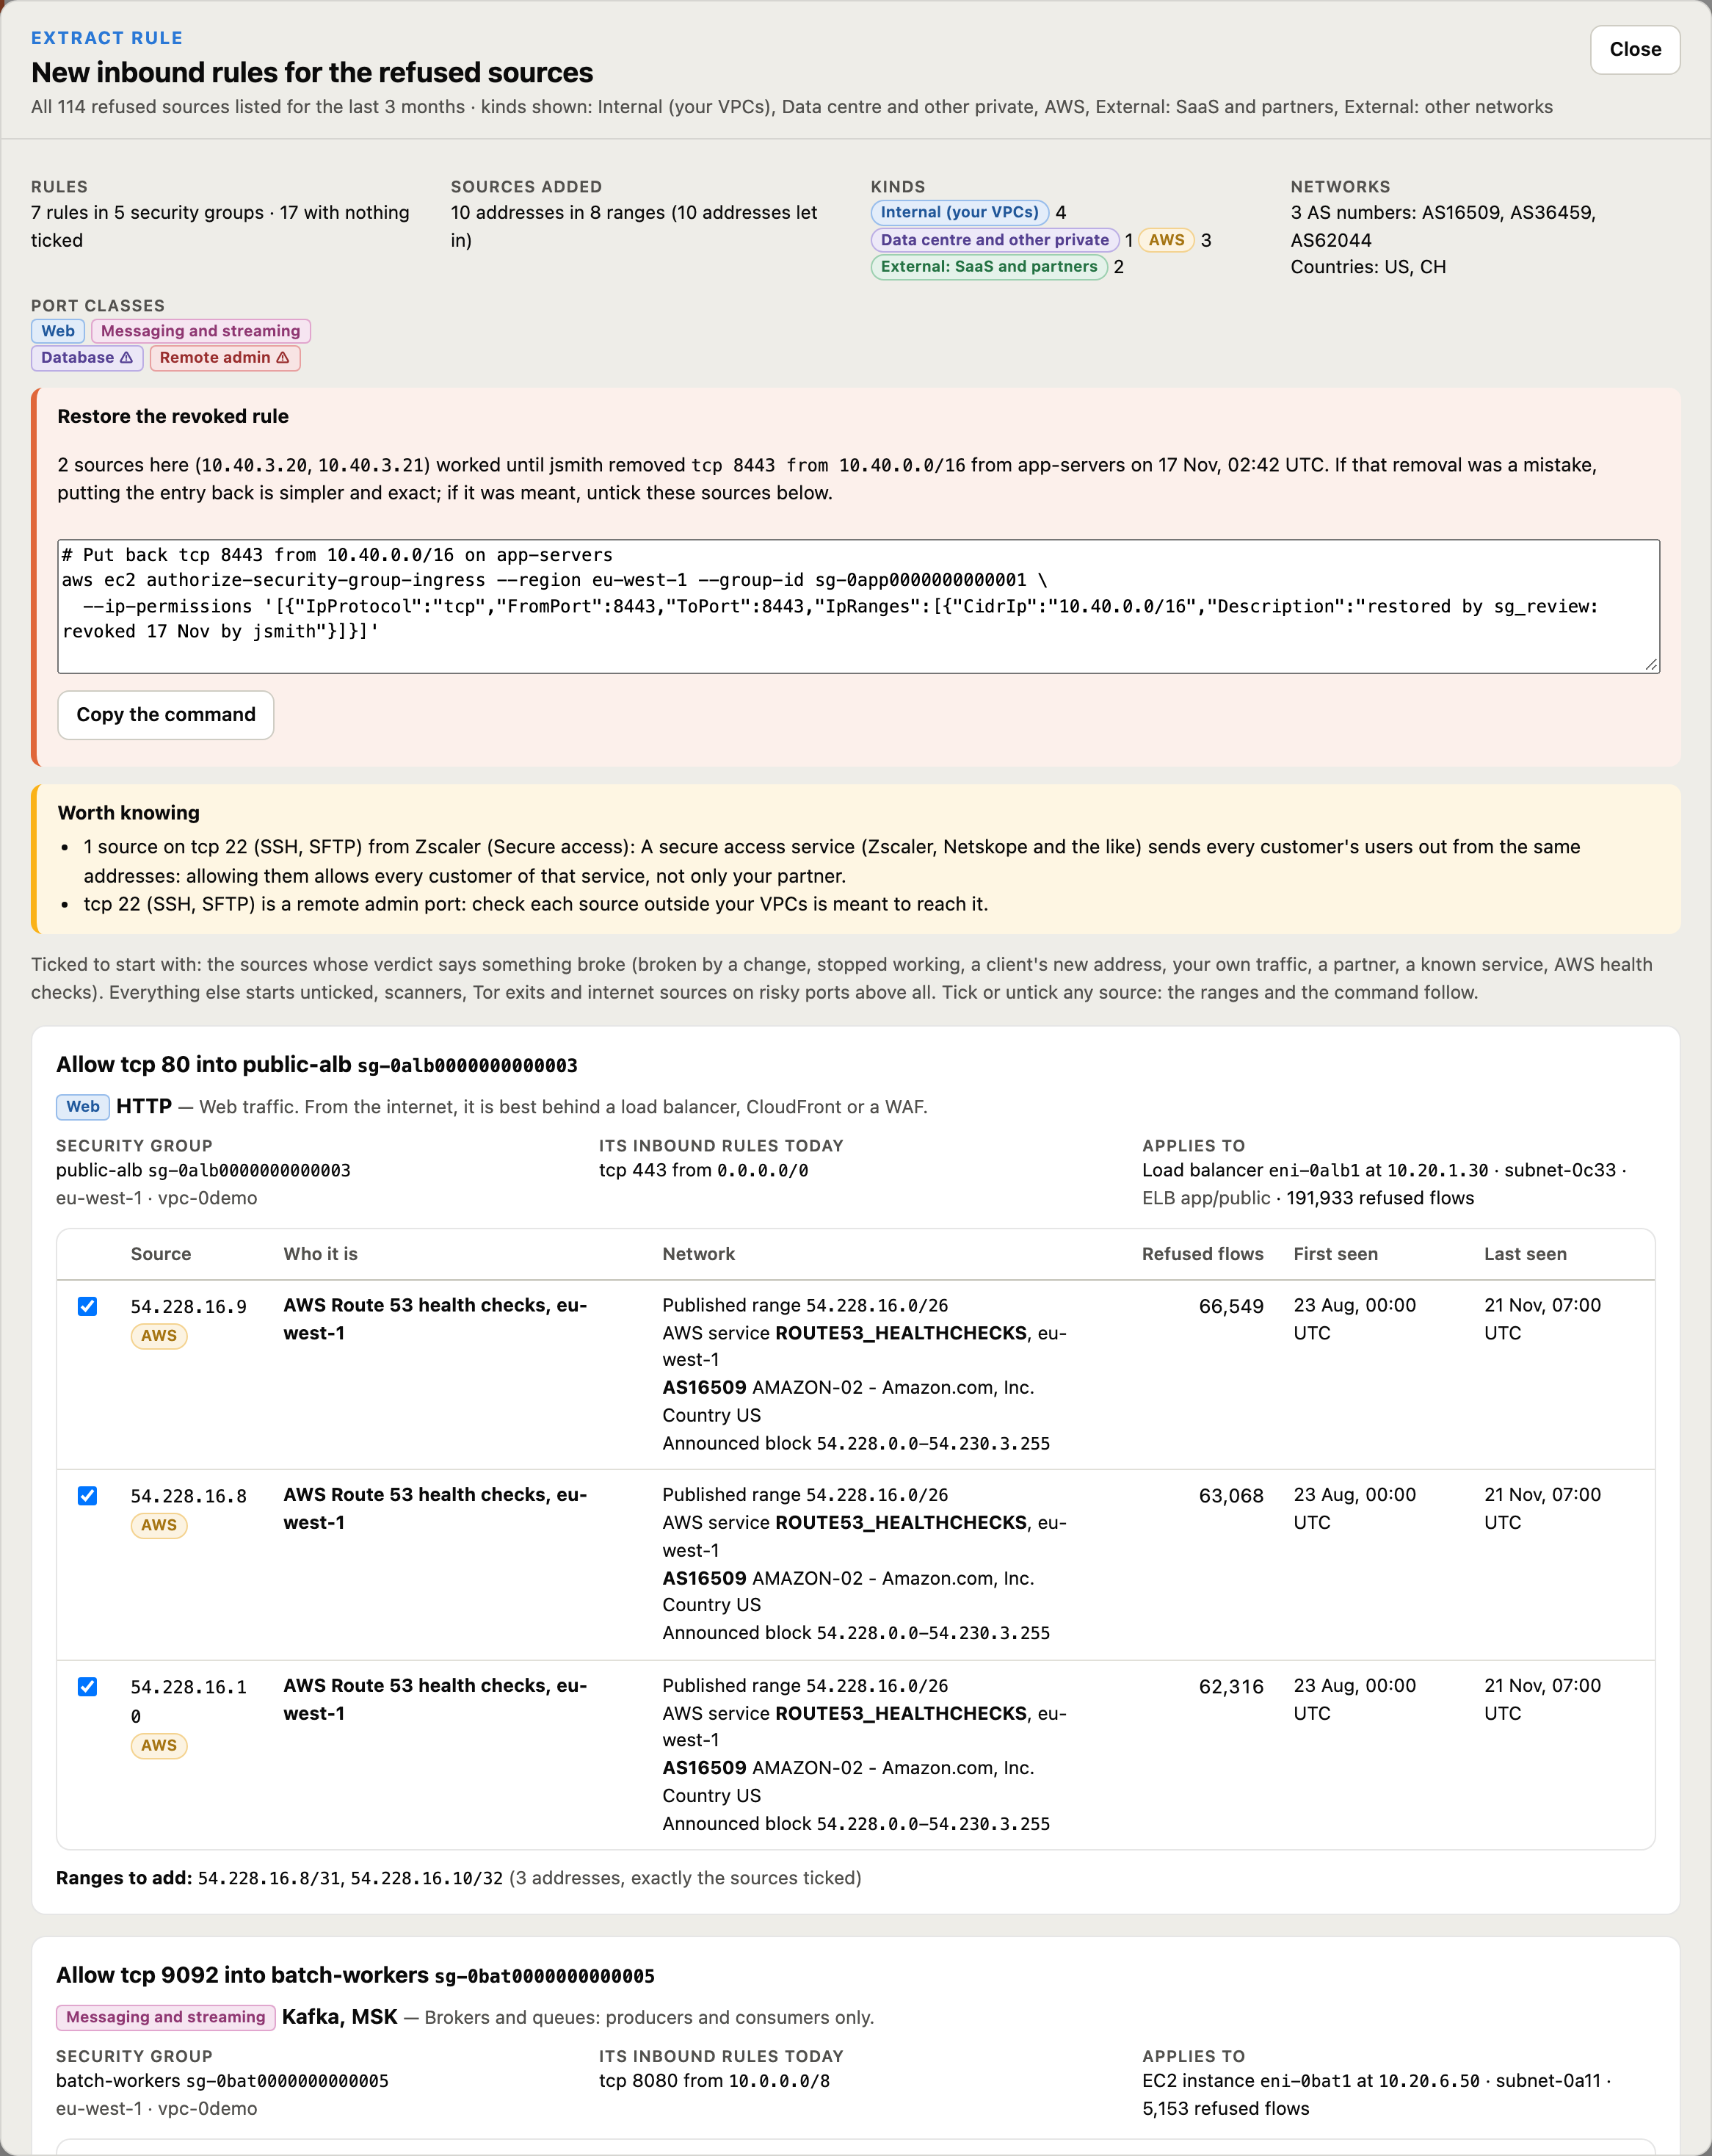 EXTRACT RULE
New inbound rules for the refused sources
All 114 refused sources listed for the last 3 months · kinds shown: Internal (your VPCs), Data centre and other private, AWS, External: SaaS and partners, External: other networks
Close
RULES
7 rules in 5 security groups · 17 with nothing
ticked
SOURCES ADDED
10 addresses in 8 ranges (10 addresses let
in)
KINDS
Internal (your VPCs) 4
Data centre and other private 1 AWS 3
External: SaaS and partners 2
NETWORKS
3 AS numbers: AS16509, AS36459,
AS62044
Countries: US, CH
PORT CLASSES
Web Messaging and streaming
Database ⚠ Remote admin ⚠
Restore the revoked rule
2 sources here (10.40.3.20, 10.40.3.21) worked until jsmith removed tcp 8443 from 10.40.0.0/16 from app-servers on 17 Nov, 02:42 UTC. If that removal was a mistake,
putting the entry back is simpler and exact; if it was meant, untick these sources below.
# Put back tcp 8443 from 10.40.0.0/16 on app-servers
aws ec2 authorize-security-group-ingress --region eu-west-1 --group-id sg-0app0000000000001 \
--ip-permissions '[{"IpProtocol":"tcp","FromPort":8443,"ToPort":8443,"IpRanges":[{"CidrIp":"10.40.0.0/16","Description":"restored by sg_review:
revoked 17 Nov by jsmith"}]}]'
Copy the command
Worth knowing
• 1 source on tcp 22 (SSH, SFTP) from Zscaler (Secure access): A secure access service (Zscaler, Netskope and the like) sends every customer's users out from the same
addresses: allowing them allows every customer of that service, not only your partner.
• tcp 22 (SSH, SFTP) is a remote admin port: check each source outside your VPCs is meant to reach it.
Ticked to start with: the sources whose verdict says something broke (broken by a change, stopped working, a client's new address, your own traffic, a partner, a known service, AWS health
checks). Everything else starts unticked, scanners, Tor exits and internet sources on risky ports above all. Tick or untick any source: the ranges and the command follow.
Allow tcp 80 into public-alb sg-0alb0000000000003
Web HTTP — Web traffic. From the internet, it is best behind a load balancer, CloudFront or a WAF.
SECURITY GROUP
public-alb sg-0alb0000000000003
eu-west-1 · vpc-0demo
ITS INBOUND RULES TODAY
tcp 443 from 0.0.0.0/0
APPLIES TO
Load balancer eni-0alb1 at 10.20.1.30 · subnet-0c33 ·
ELB app/public · 191,933 refused flows
Source Who it is Network Refused flows First seen Last seen
54.228.16.9
AWS
AWS Route 53 health checks, eu-
west-1
Published range 54.228.16.0/26
AWS service ROUTE53_HEALTHCHECKS, eu-
west-1
AS16509 AMAZON-02 - Amazon.com, Inc.
Country US
Announced block 54.228.0.0–54.230.3.255
66,549
23 Aug, 00:00
UTC
21 Nov, 07:00
UTC
54.228.16.8
AWS
AWS Route 53 health checks, eu-
west-1
Published range 54.228.16.0/26
AWS service ROUTE53_HEALTHCHECKS, eu-
west-1
AS16509 AMAZON-02 - Amazon.com, Inc.
Country US
Announced block 54.228.0.0–54.230.3.255
63,068
23 Aug, 00:00
UTC
21 Nov, 07:00
UTC
54.228.16.1
0
AWS
AWS Route 53 health checks, eu-
west-1
Published range 54.228.16.0/26
AWS service ROUTE53_HEALTHCHECKS, eu-
west-1
AS16509 AMAZON-02 - Amazon.com, Inc.
Country US
Announced block 54.228.0.0–54.230.3.255
62,316
23 Aug, 00:00
UTC
21 Nov, 07:00
UTC
Ranges to add: 54.228.16.8/31, 54.228.16.10/32 (3 addresses, exactly the sources ticked)
Allow tcp 9092 into batch-workers sg-0bat0000000000005
Messaging and streaming Kafka, MSK — Brokers and queues: producers and consumers only.
SECURITY GROUP
batch-workers sg-0bat0000000000005
eu-west-1 · vpc-0demo
ITS INBOUND RULES TODAY
tcp 8080 from 10.0.0.0/8
APPLIES TO
EC2 instance eni-0bat1 at 10.20.6.50 · subnet-0a11 ·
5,153 refused flows